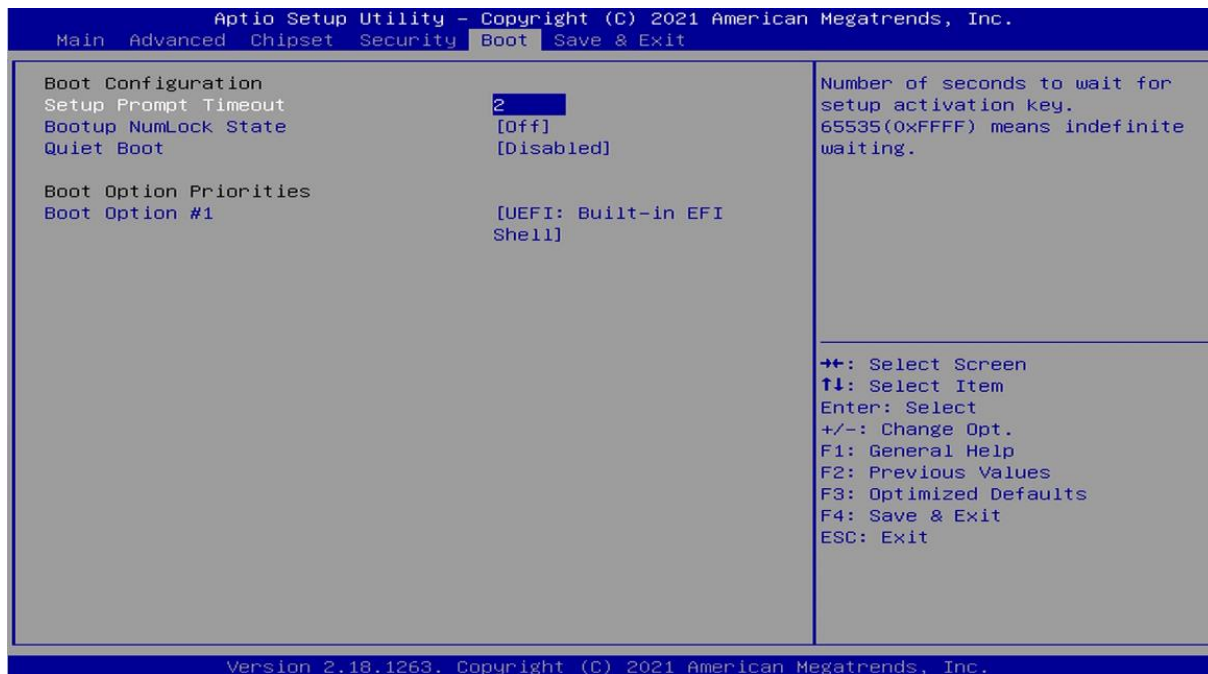 Aptio Setup Utility – Copyright (C) 2021 American Megatrends, Inc.
Main Advanced Chipset Security Boot Save & Exit
Boot Configuration
Setup Prompt Timeout 2
Bootup NumLock State [Off]
Quiet Boot [Disabled]
Boot Option Priorities
Boot Option #1 [UEFI: Built-in EFI
Shell]
Number of seconds to wait for
setup activation key.
65535(0xFFFF) means indefinite
waiting.
→←: Select Screen
↑↓: Select Item
Enter: Select
+/-: Change Opt.
F1: General Help
F2: Previous Values
F3: Optimized Defaults
F4: Save & Exit
ESC: Exit
Version 2.18.1263. Copyright (C) 2021 American Megatrends, Inc.